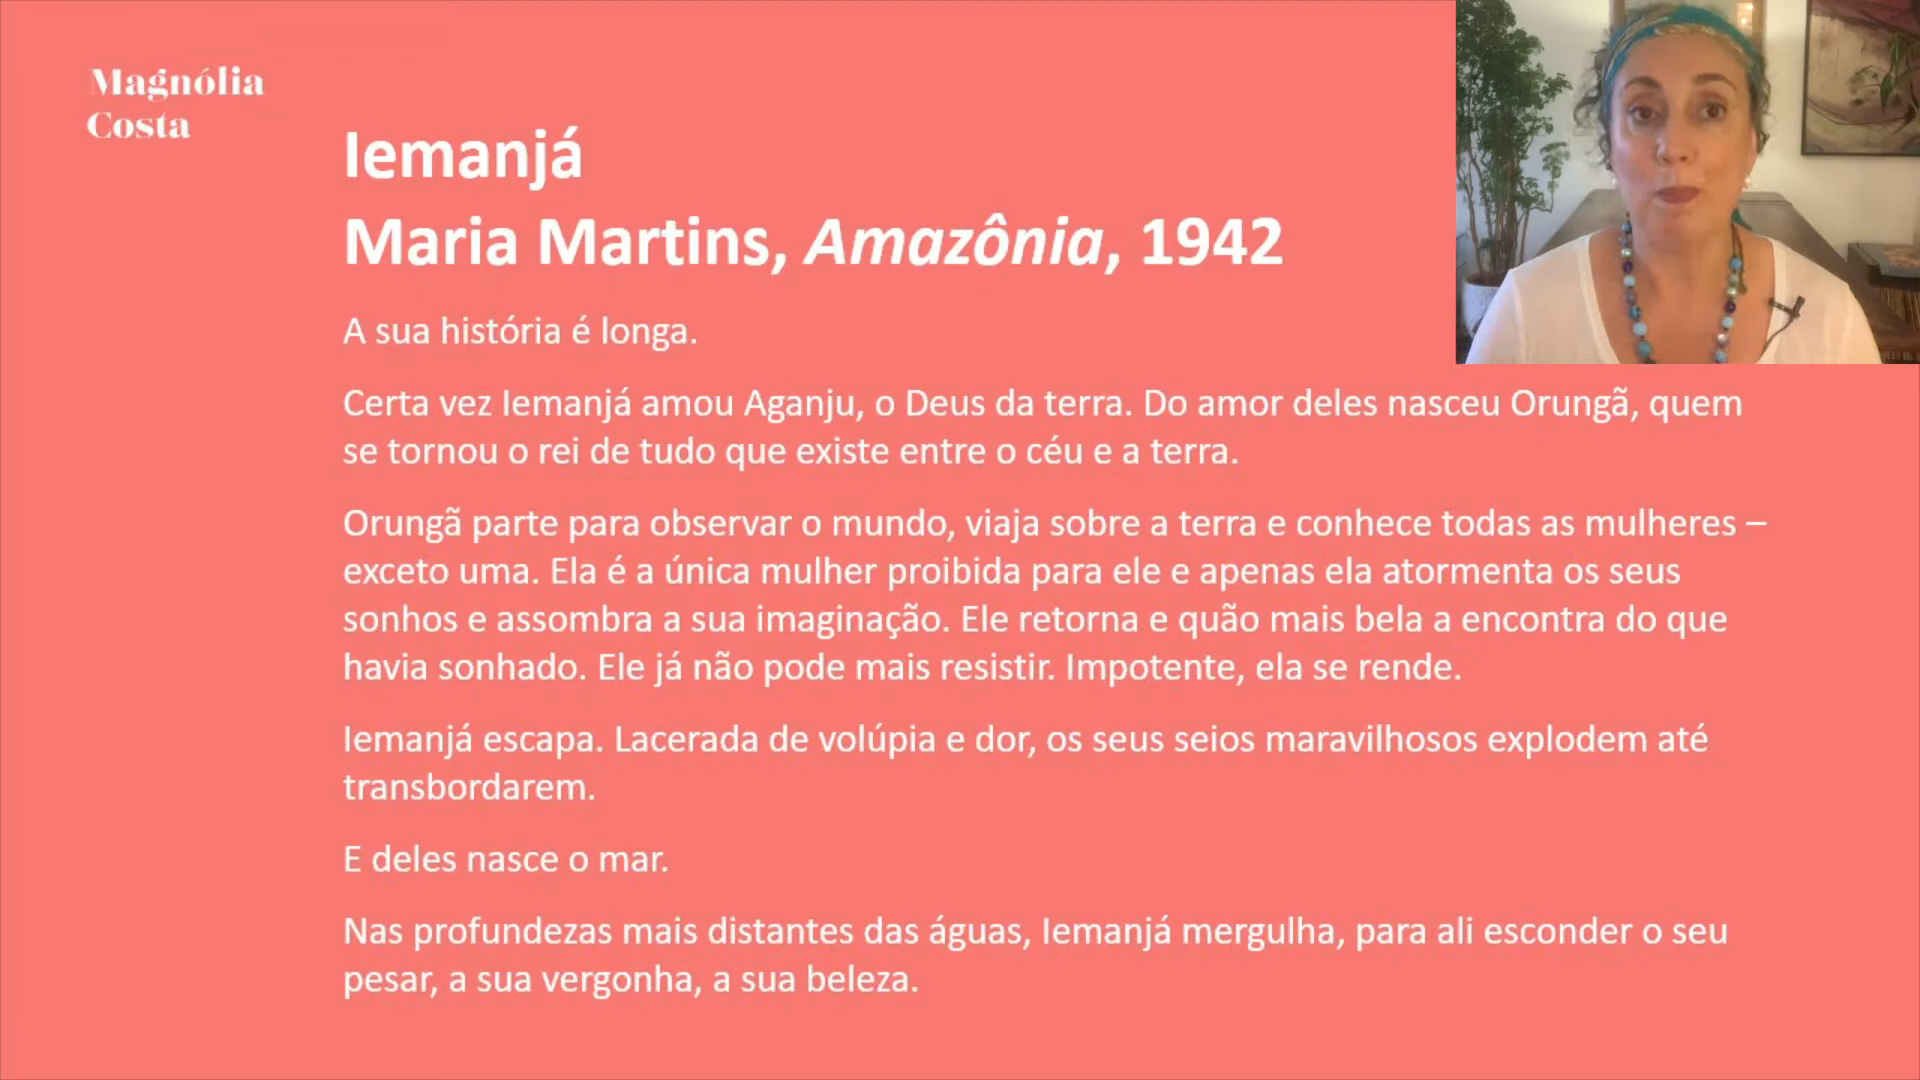 Magnólia
Costa
Iemanjá
Maria Martins, Amazônia, 1942
A sua história é longa.
Certa vez Iemanjá amou Aganju, o Deus da terra. Do amor deles nasceu Orungã, quem
se tornou o rei de tudo que existe entre o céu e a terra.
Orungã parte para observar o mundo, viaja sobre a terra e conhece todas as mulheres –
exceto uma. Ela é a única mulher proibida para ele e apenas ela atormenta os seus
sonhos e assombra a sua imaginação. Ele retorna e quão mais bela a encontra do que
havia sonhado. Ele já não pode mais resistir. Impotente, ela se rende.
Iemanjá escapa. Lacerada de volúpia e dor, os seus seios maravilhosos explodem até
transbordarem.
E deles nasce o mar.
Nas profundezas mais distantes das águas, Iemanjá mergulha, para ali esconder o seu
pesar, a sua vergonha, a sua beleza.